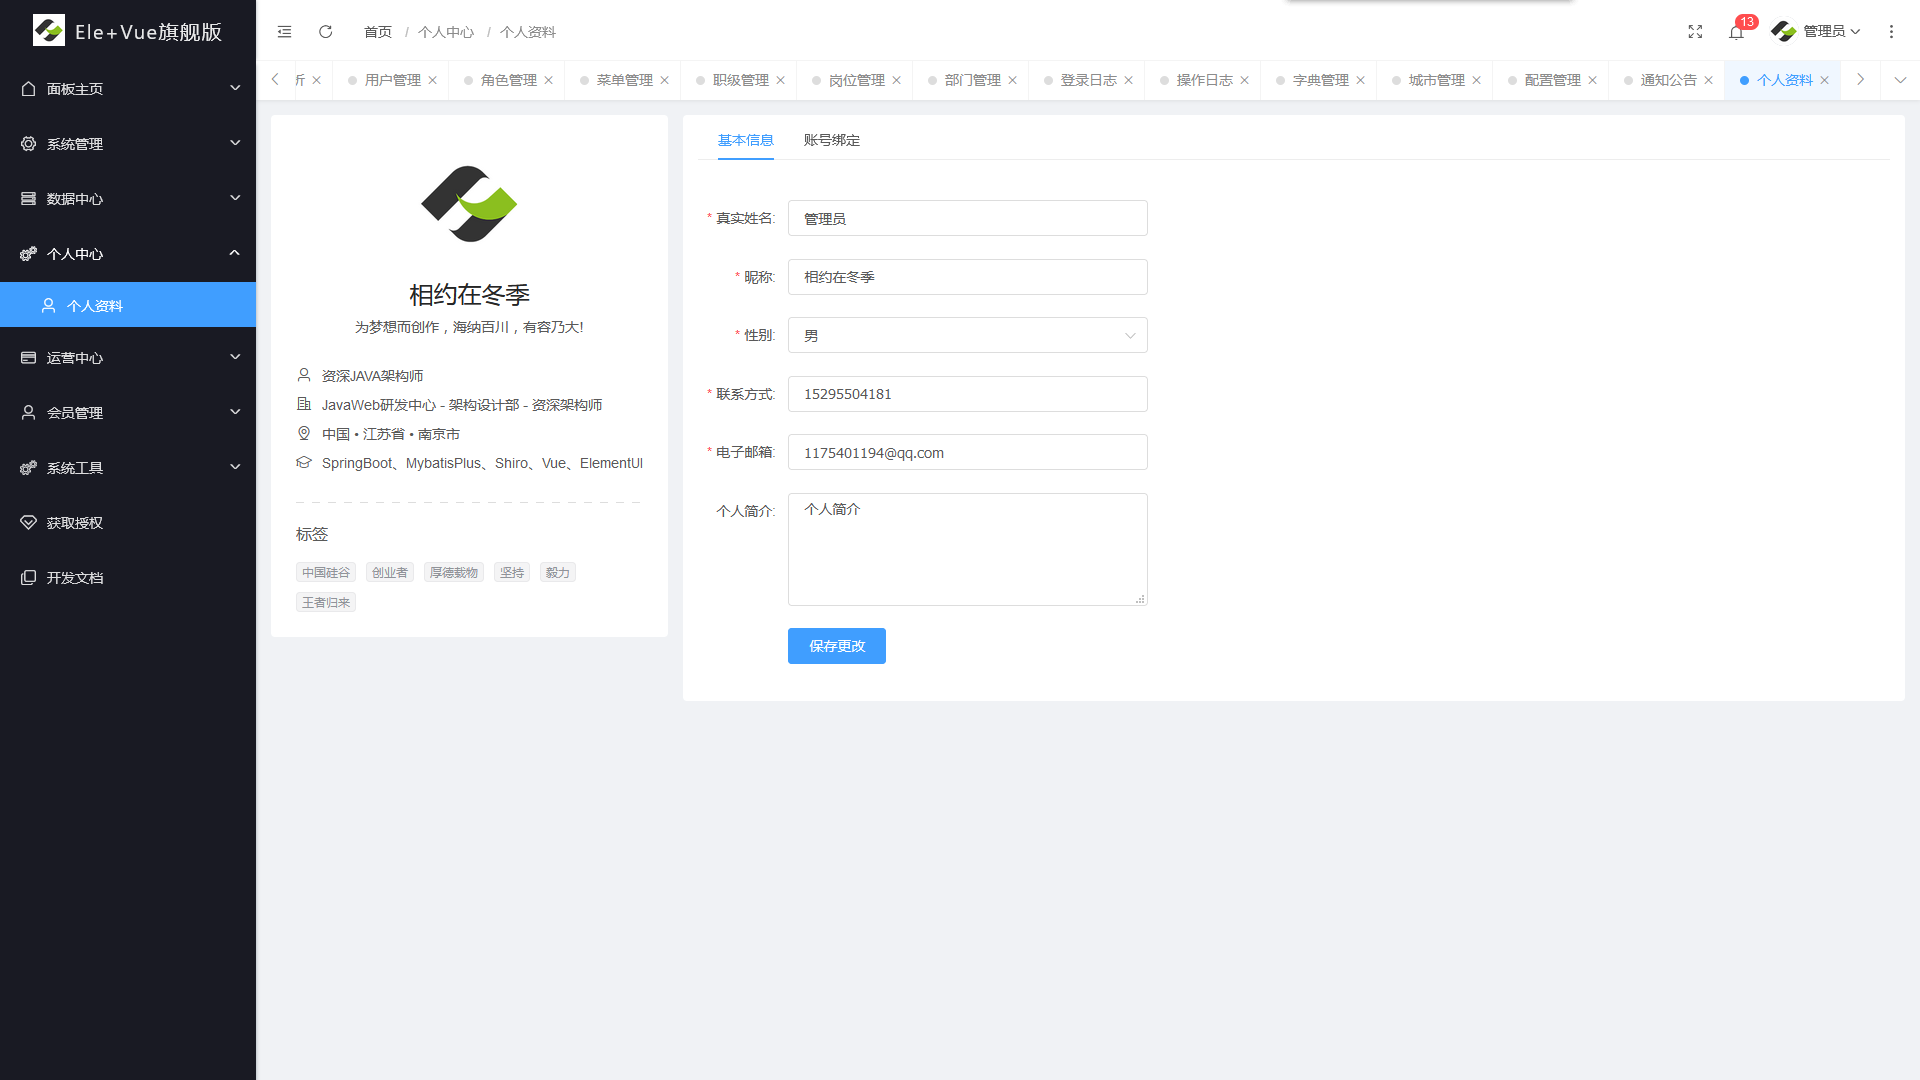 Ele+Vue旗舰版
首页 / 个人中心 / 个人资料
13
管理员
用户管理
角色管理
菜单管理
职级管理
岗位管理
部门管理
登录日志
操作日志
字典管理
城市管理
配置管理
通知公告
个人资料
面板主页
系统管理
数据中心
个人中心
个人资料
运营中心
会员管理
系统工具
获取授权
开发文档
相约在冬季
为梦想而创作，海纳百川，有容乃大!
资深JAVA架构师
JavaWeb研发中心 - 架构设计部 - 资深架构师
中国 • 江苏省 • 南京市
SpringBoot、MybatisPlus、Shiro、Vue、ElementUI
标签
中国硅谷 创业者 厚德载物 坚持 毅力
王者归来
基本信息 账号绑定
* 真实姓名: 管理员
* 昵称: 相约在冬季
* 性别: 男
* 联系方式: 15295504181
* 电子邮箱: 1175401194@qq.com
个人简介: 个人简介
保存更改